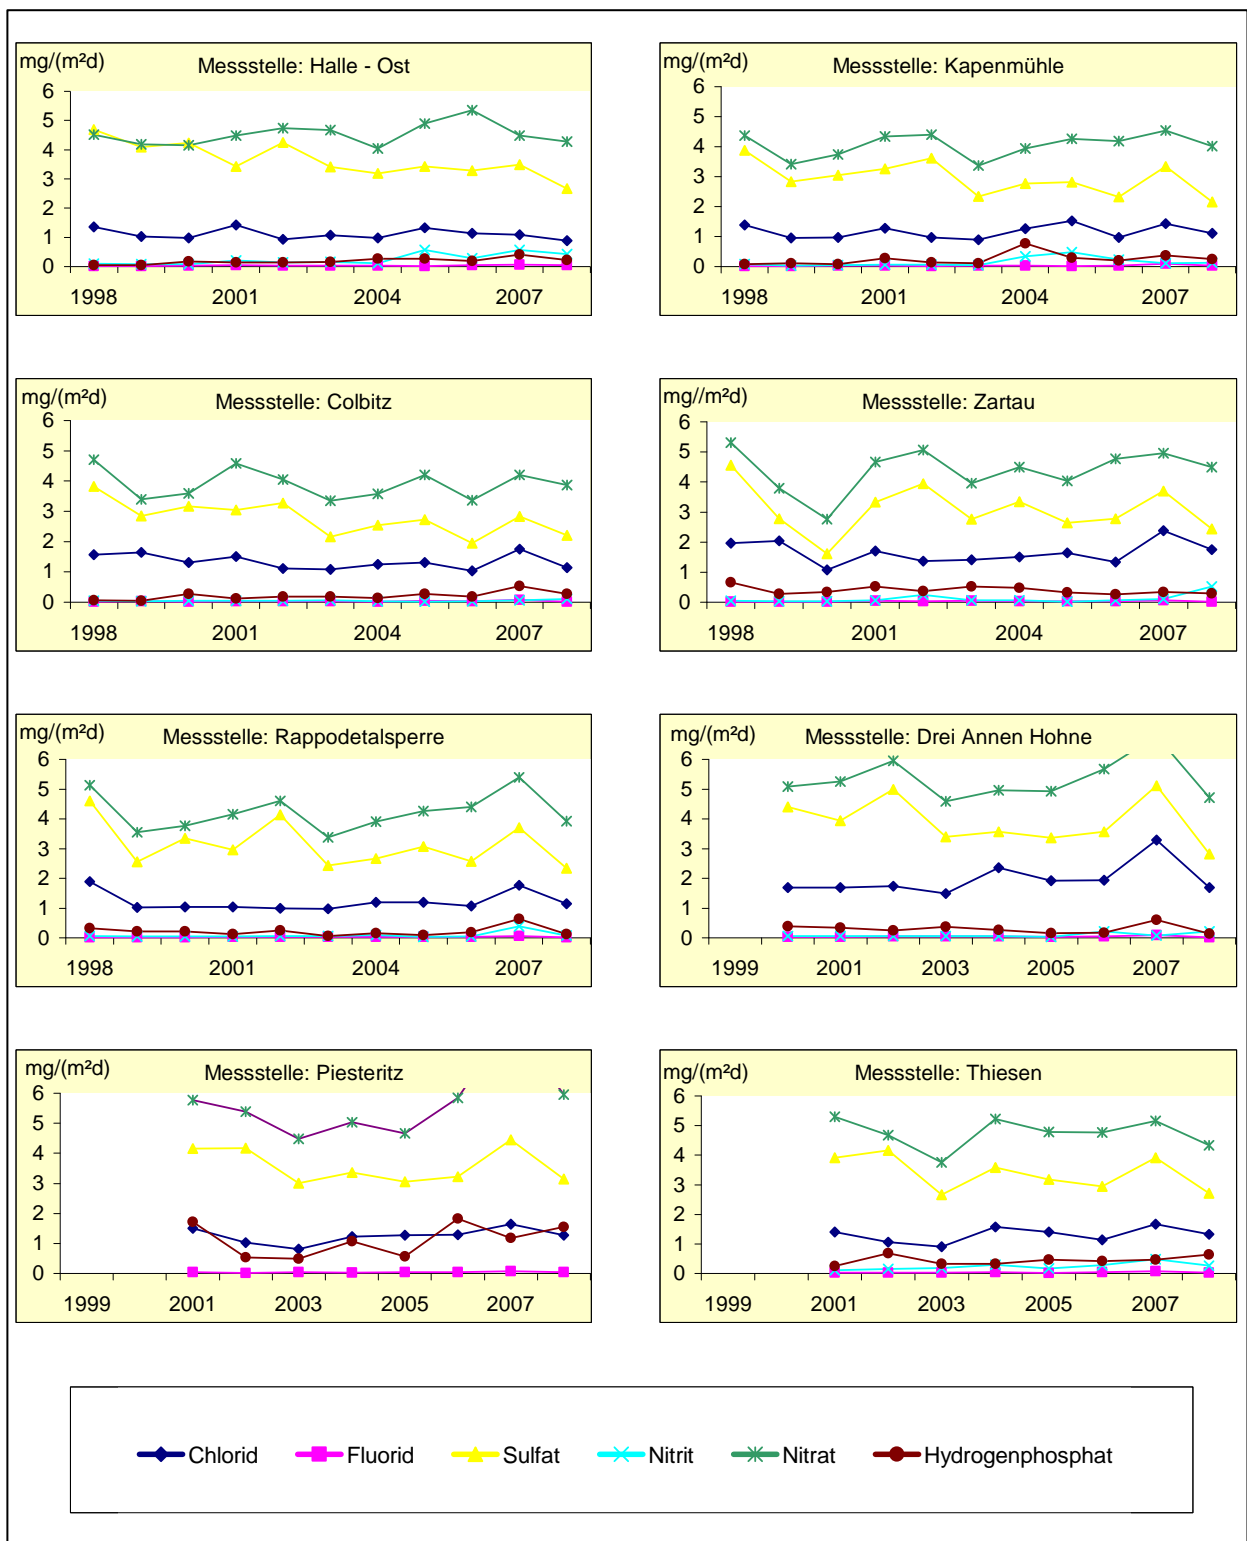 mg/(m²d)
Messstelle: Halle - Ost
6
5
4
3
2
1
0
1998 2001 2004 2007
mg/(m²d)
Messstelle: Kapenmühle
6
5
4
3
2
1
0
1998 2001 2004 2007
mg/(m²d)
Messstelle: Colbitz
6
5
4
3
2
1
0
1998 2001 2004 2007
mg//m²d)
Messstelle: Zartau
6
5
4
3
2
1
0
1998 2001 2004 2007
mg/(m²d)
Messstelle: Rappodetalsperre
6
5
4
3
2
1
0
1998 2001 2004 2007
mg/(m²d)
Messstelle: Drei Annen Hohne
6
5
4
3
2
1
0
1999 2001 2003 2005 2007
mg/(m²d)
Messstelle: Piesteritz
6
5
4
3
2
1
0
1999 2001 2003 2005 2007
mg/(m²d)
Messstelle: Thiesen
6
5
4
3
2
1
0
1999 2001 2003 2005 2007
Chlorid Fluorid Sulfat Nitrit Nitrat Hydrogenphosphat